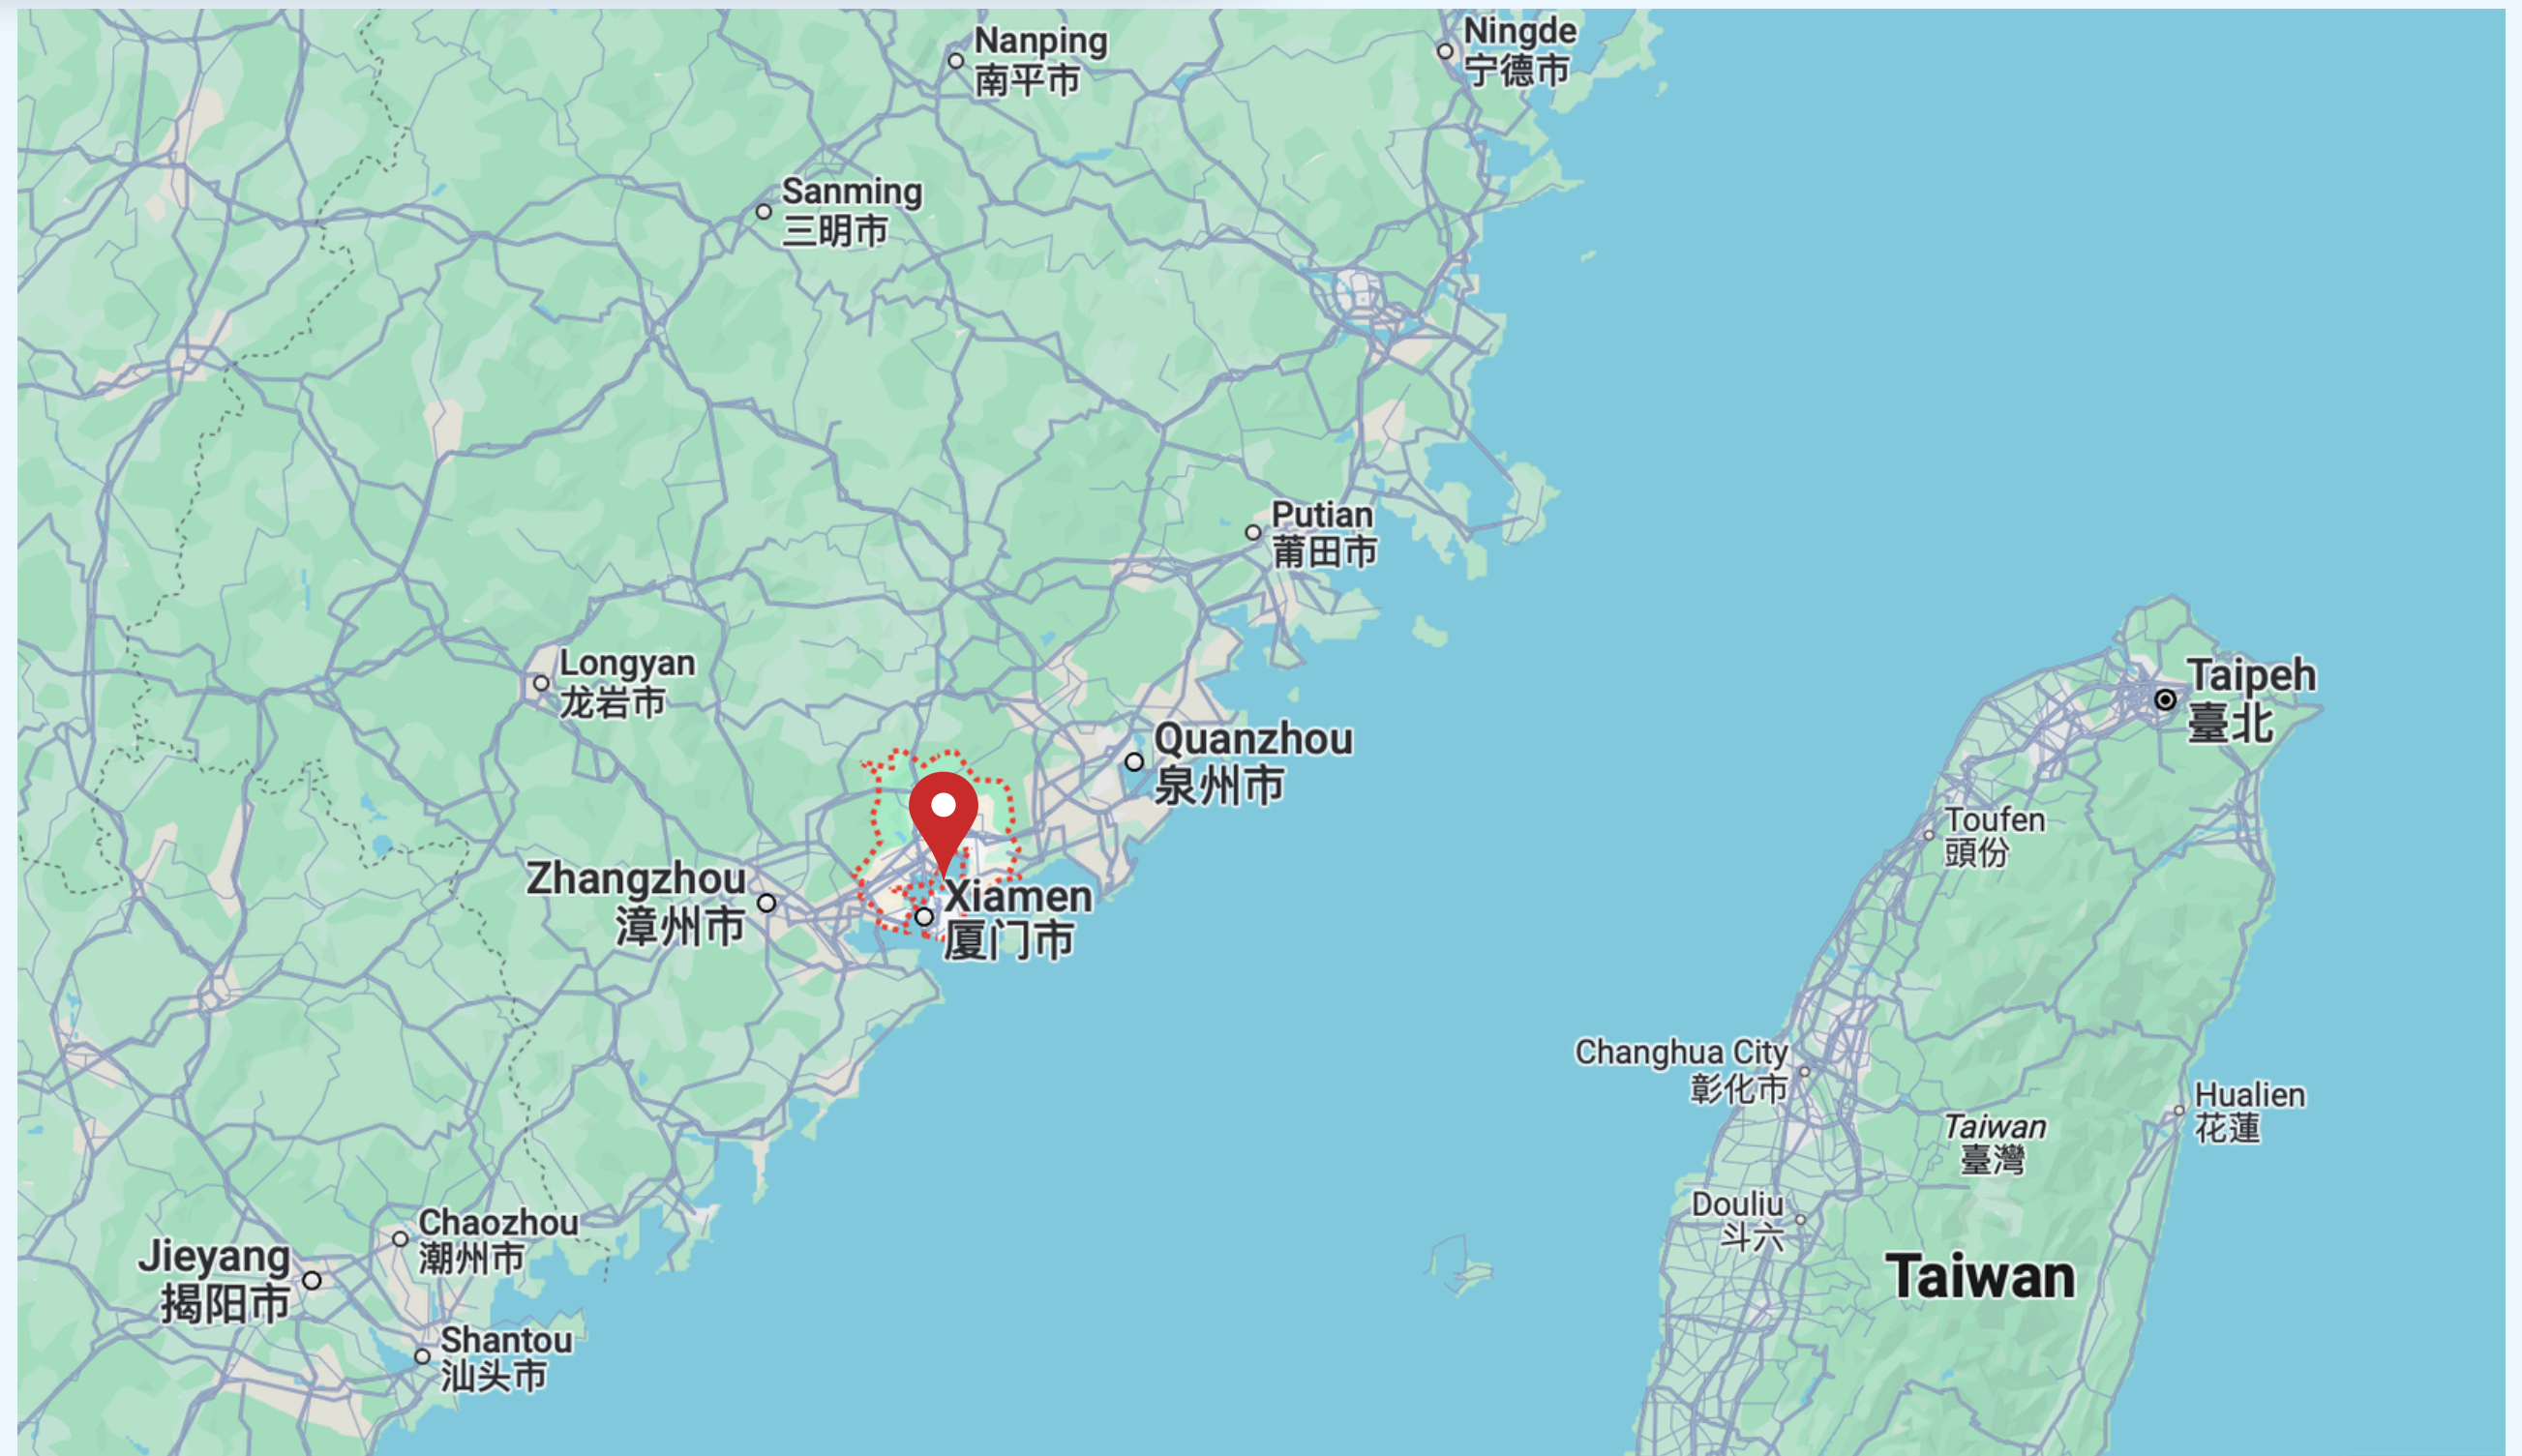 Nanping
南平市
Ningde
宁德市
Sanming
三明市
Putian
莆田市
Longyan
龙岩市
Taipeh
臺北
Quanzhou
泉州市
Toufen
頭份
Zhangzhou
漳州市
Xiamen
厦门市
Changhua City
彰化市
Hualien
花蓮
Taiwan
臺灣
Douliu
斗六
Chaozhou
潮州市
Jieyang
揭阳市
Taiwan
Shantou
汕头市